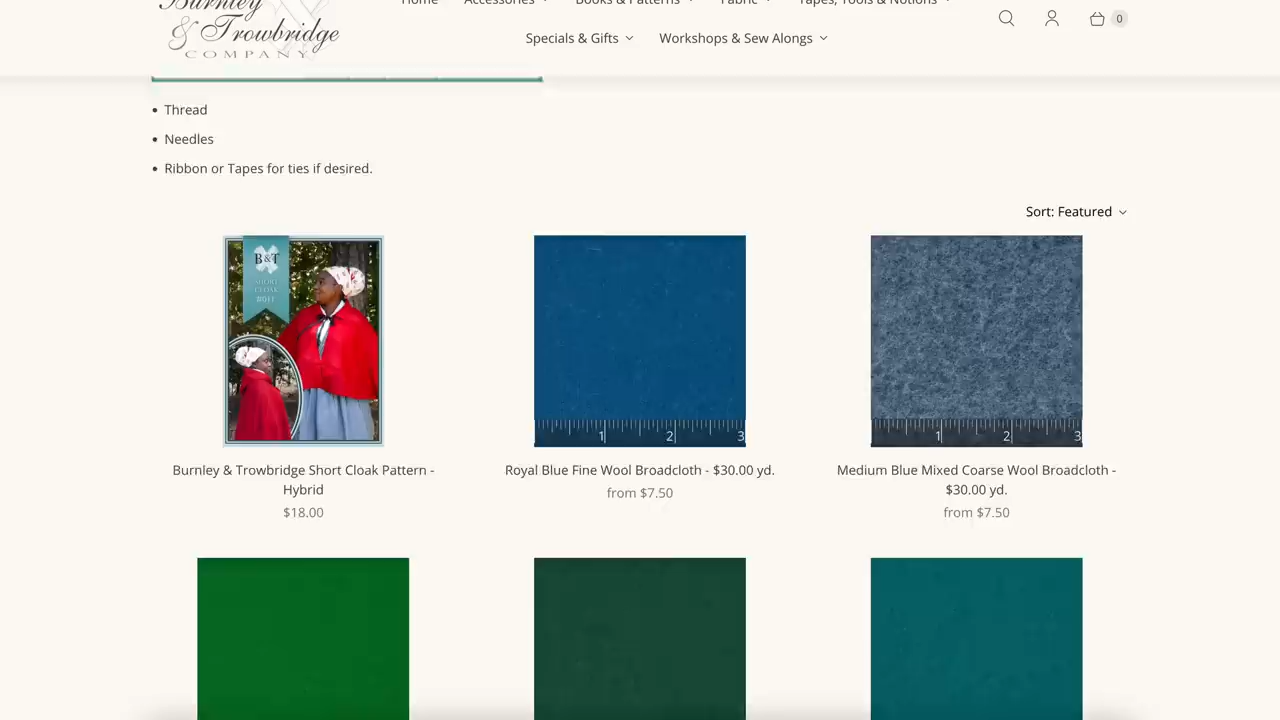 Burnley
& Trowbridge
COMPANY
Home
Accessories
Books & Patterns
Fabric
Tapes, Tools & Notions
0
Specials & Gifts
Workshops & Sew Alongs
• Thread
• Needles
• Ribbon or Tapes for ties if desired.
Sort: Featured
B&T
SHORT
CLOAK
#011
1 2 3
1 2 3
Burnley & Trowbridge Short Cloak Pattern -
Hybrid
$18.00
Royal Blue Fine Wool Broadcloth - $30.00 yd.
from $7.50
Medium Blue Mixed Coarse Wool Broadcloth -
$30.00 yd.
from $7.50